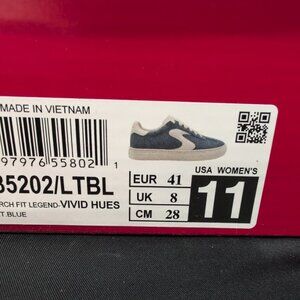 MADE IN VIETNAM
97976 55802 1
85202/LTBL
RCH FIT LEGEND-VIVID HUES
T.BLUE
EUR 41
UK 8
CM 28
USA WOMEN'S
11